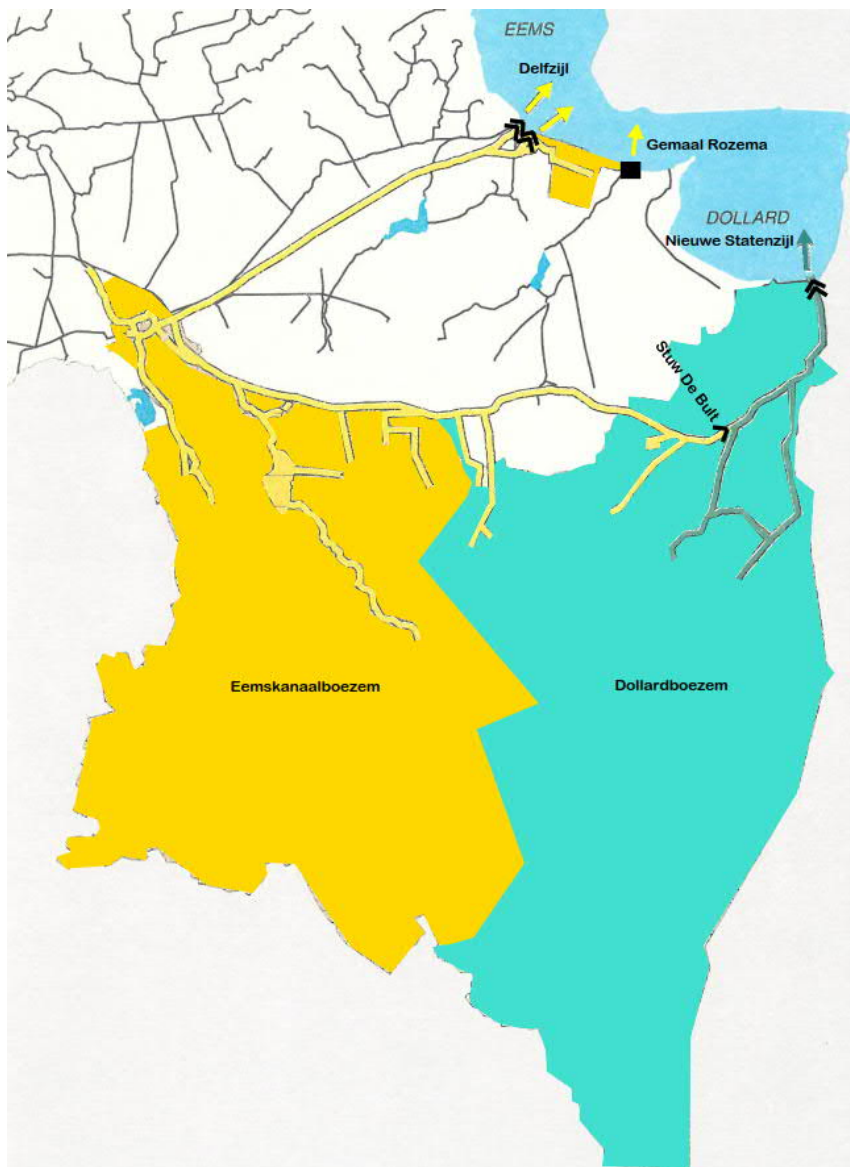 EEMS
Delfzijl
Gemaal Rozema
DOLLARD
Nieuwe Statenzijl
Stuw De Bult
Eemskanaalboezem
Dollardboezem